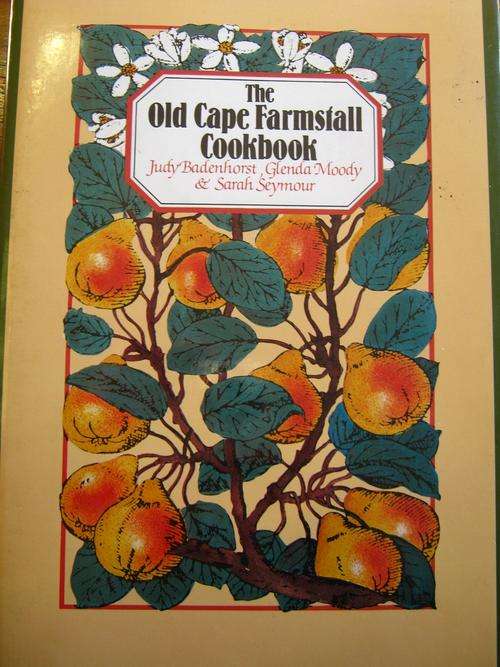 The
Old Cape Farmstall
Cookbook
Judy Badenhorst, Glenda Moody
& Sarah Seymour